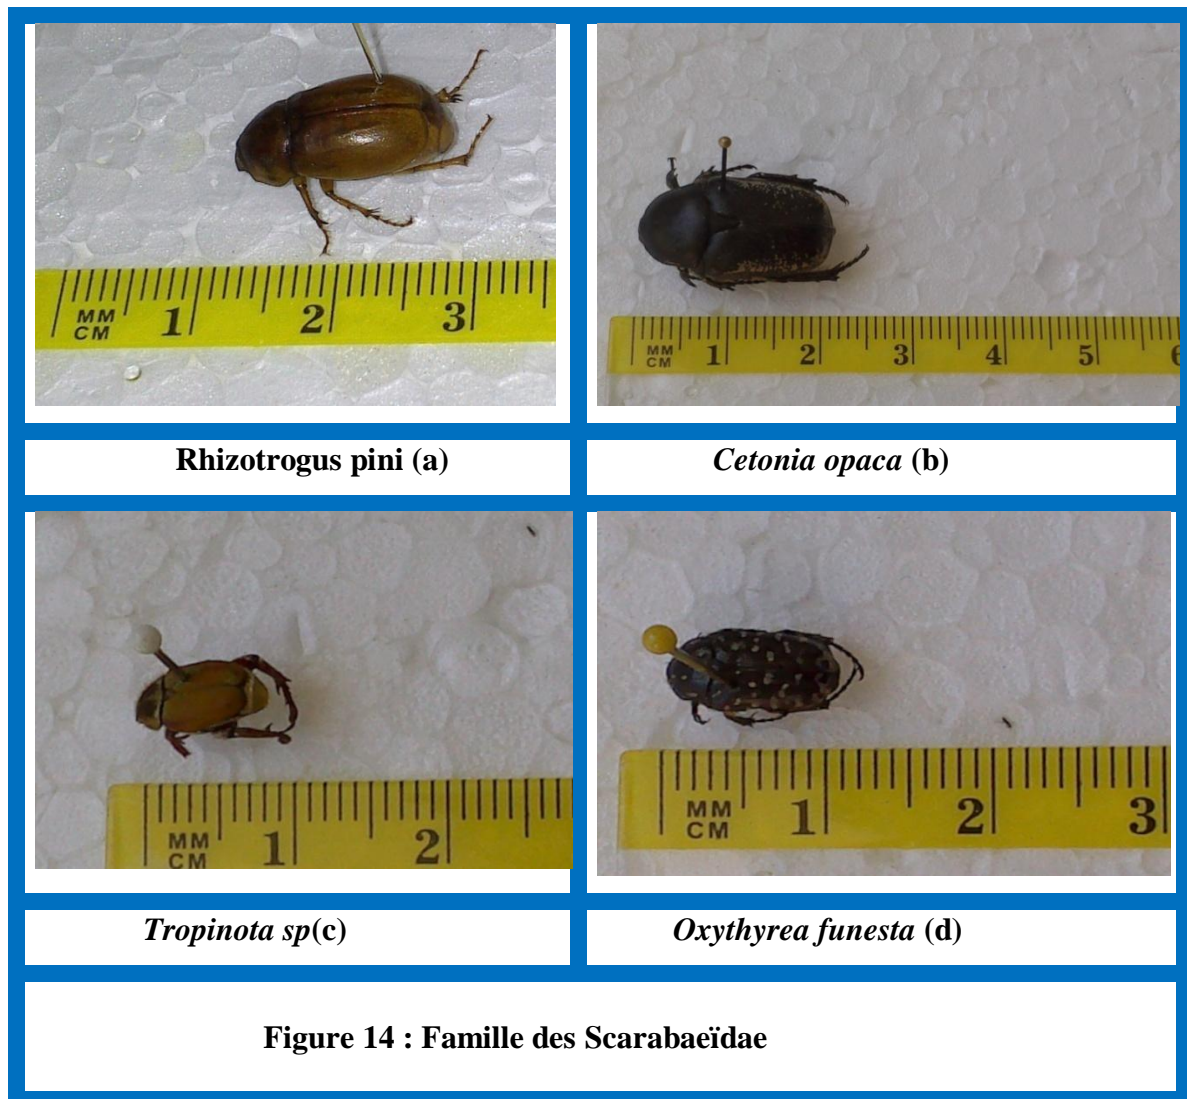 MM
CM
1
2
3
MM
CM
1
2
3
4
5
6
Rhizotrogus pini (a)
Cetonia opaca (b)
MM
CM
1
2
MM
CM
1
2
3
Tropinota sp(c)
Oxythyrea funesta (d)
Figure 14 : Famille des Scarabaeïdae